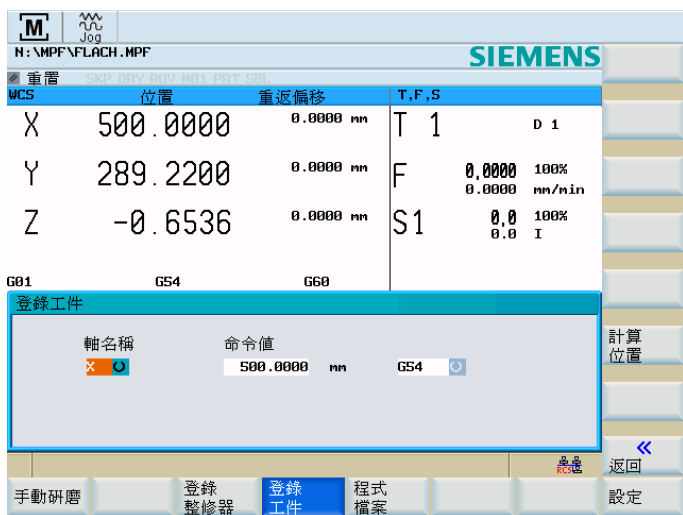 M
Jog
N:\MPF\FLACH.MPF
SIEMENS
重置 SKP DRY ROV M01 PRT SBL
WCS 位置 重返偏移 T,F,S
X 500.0000 0.0000 mm T 1 D 1
Y 289.2200 0.0000 mm F 0.0000 100%
0.0000 mm/min
Z -0.6536 0.0000 mm S1 0.0 100%
0.0 I
G01 G54 G60
登錄工件
軸名稱 命令值
X 500.0000 mm G54
計算
位置
RCS
«
返回
手動研磨
登錄
整修器
登錄
工件
程式
檔案
設定